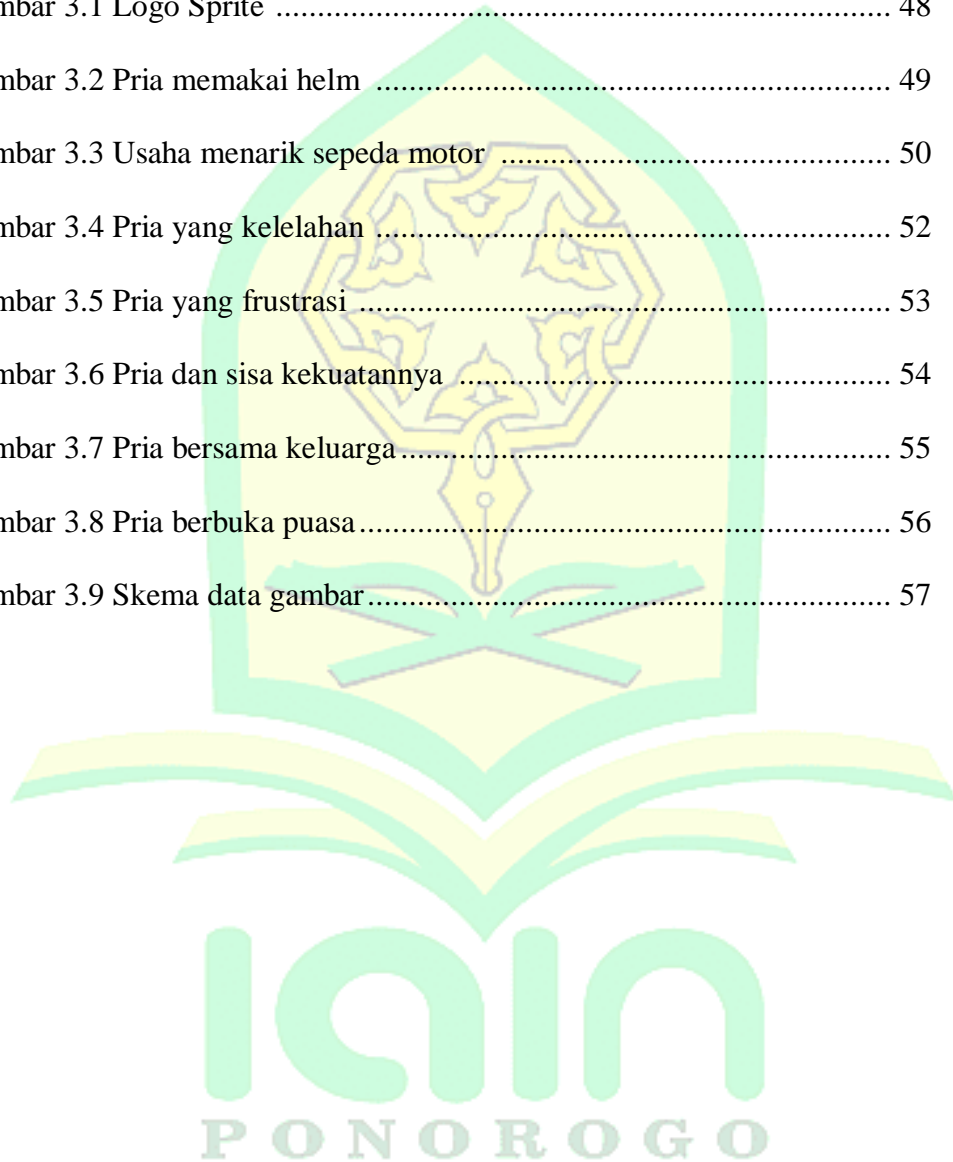 mbar 3.1 Logo Sprite ................................................................................ 48
mbar 3.2 Pria memakai helm ................................................................... 49
mbar 3.3 Usaha menarik sepeda motor ................................................... 50
mbar 3.4 Pria yang kelelahan ................................................................... 52
mbar 3.5 Pria yang frustrasi ..................................................................... 53
mbar 3.6 Pria dan sisa kekuatannya ........................................................ 54
mbar 3.7 Pria bersama keluarga ................................................................ 55
mbar 3.8 Pria berbuka puasa ..................................................................... 56
mbar 3.9 Skema data gambar .................................................................... 57
iain
PONOROGO